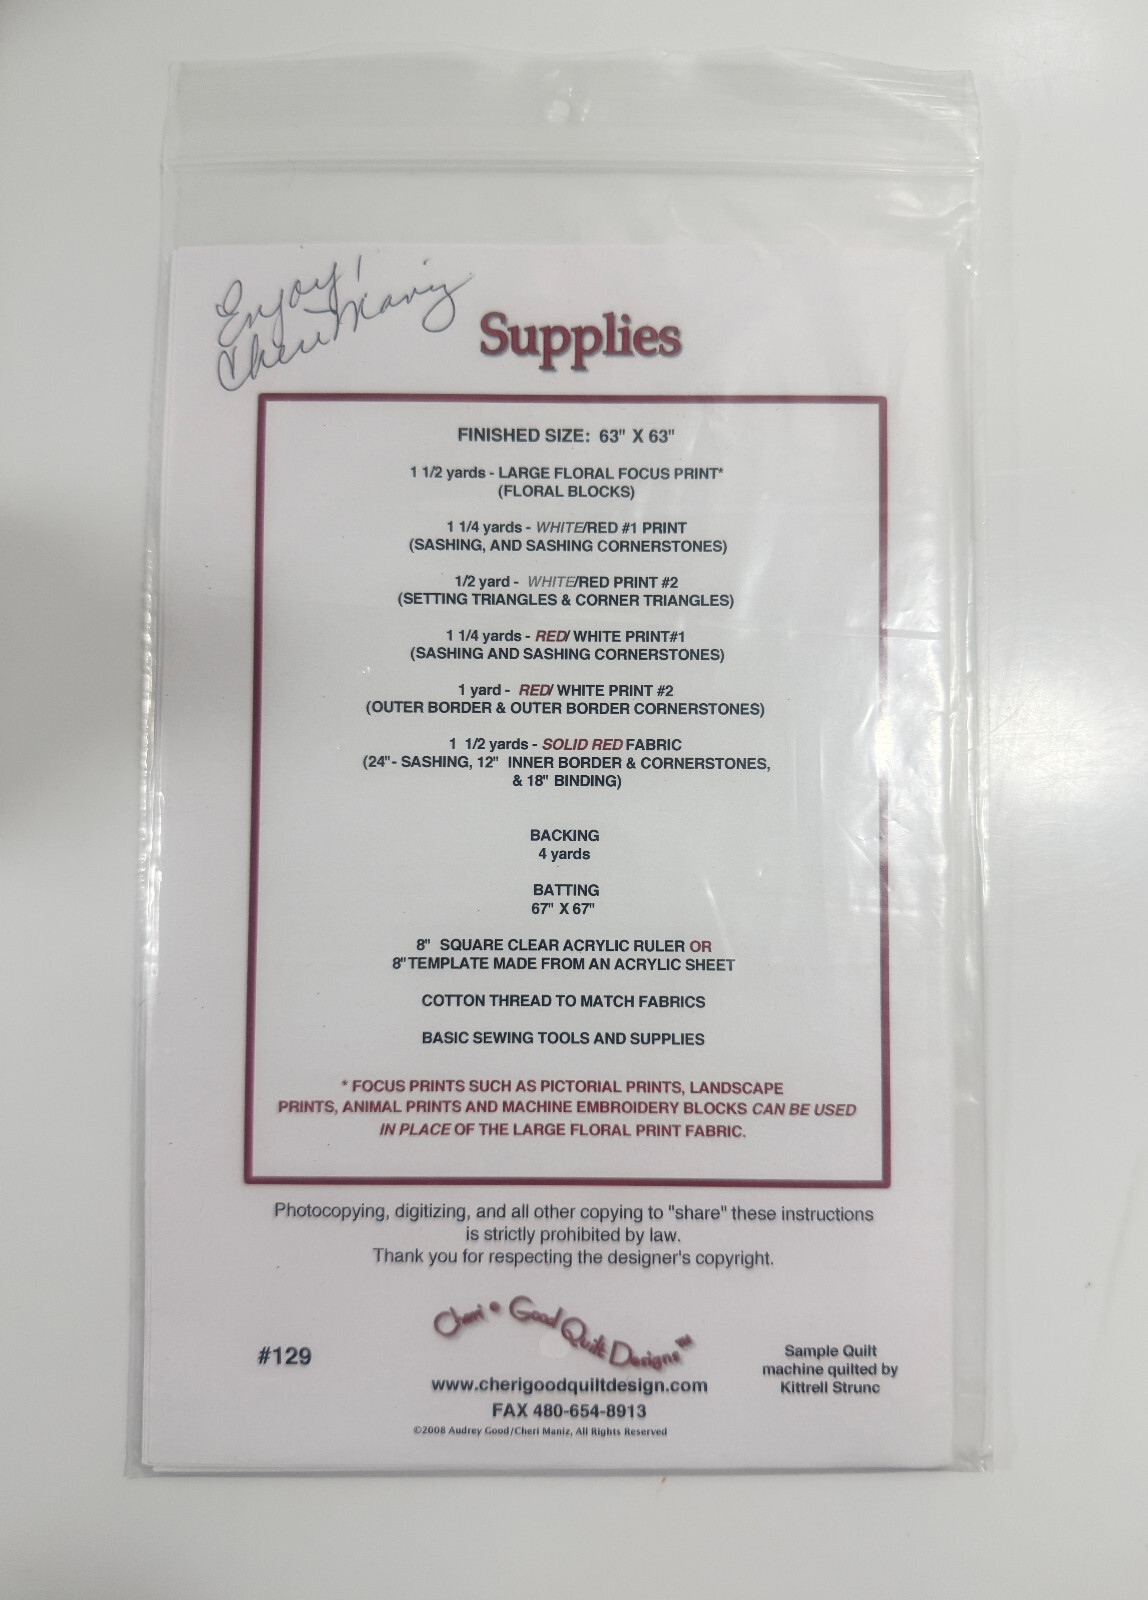 Enjoy!
Cheri Maniz
Supplies
FINISHED SIZE: 63" X 63"
1 1/2 yards - LARGE FLORAL FOCUS PRINT*
(FLORAL BLOCKS)
1 1/4 yards - WHITE/RED #1 PRINT
(SASHING, AND SASHING CORNERSTONES)
1/2 yard - WHITE/RED PRINT #2
(SETTING TRIANGLES & CORNER TRIANGLES)
1 1/4 yards - RED/ WHITE PRINT#1
(SASHING AND SASHING CORNERSTONES)
1 yard - RED/ WHITE PRINT #2
(OUTER BORDER & OUTER BORDER CORNERSTONES)
1 1/2 yards - SOLID RED FABRIC
(24"- SASHING, 12" INNER BORDER & CORNERSTONES,
& 18" BINDING)
BACKING
4 yards
BATTING
67" X 67"
8" SQUARE CLEAR ACRYLIC RULER OR
8" TEMPLATE MADE FROM AN ACRYLIC SHEET
COTTON THREAD TO MATCH FABRICS
BASIC SEWING TOOLS AND SUPPLIES
* FOCUS PRINTS SUCH AS PICTORIAL PRINTS, LANDSCAPE
PRINTS, ANIMAL PRINTS AND MACHINE EMBROIDERY BLOCKS CAN BE USED
IN PLACE OF THE LARGE FLORAL PRINT FABRIC.
Photocopying, digitizing, and all other copying to "share" these instructions
is strictly prohibited by law.
Thank you for respecting the designer's copyright.
Cheri • Good Quilt Designs™
#129
www.cherigoodquiltdesign.com
FAX 480-654-8913
©2008 Audrey Good/Cheri Maniz, All Rights Reserved
Sample Quilt
machine quilted by
Kittrell Strunc